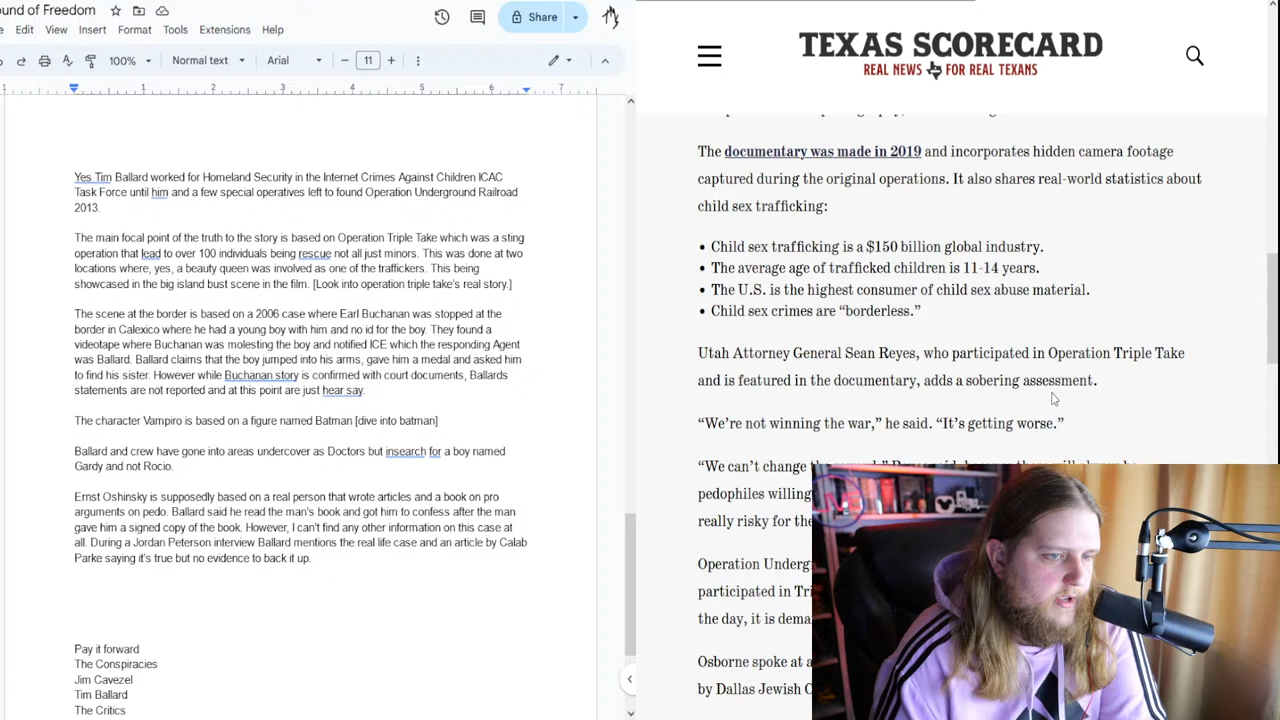 ound of Freedom
Edit View Insert Format Tools Extensions Help
Share
100% Normal text Arial 11
1 1 2 3 4 5 6 7
Yes Tim Ballard worked for Homeland Security in the Internet Crimes Against Children ICAC
Task Force until him and a few special operatives left to found Operation Underground Railroad
2013.
The main focal point of the truth to the story is based on Operation Triple Take which was a sting
operation that lead to over 100 individuals being rescue not all just minors. This was done at two
locations where, yes, a beauty queen was involved as one of the traffickers. This being
showcased in the big island bust scene in the film. [Look into operation triple take's real story.]
The scene at the border is based on a 2006 case where Earl Buchanan was stopped at the
border in Calexico where he had a young boy with him and no id for the boy. They found a
videotape where Buchanan was molesting the boy and notified ICE which the responding Agent
was Ballard. Ballard claims that the boy jumped into his arms, gave him a medal and asked him
to find his sister. However while Buchanan story is confirmed with court documents, Ballards
statements are not reported and at this point are just hear say.
The character Vampiro is based on a figure named Batman [dive into batman]
Ballard and crew have gone into areas undercover as Doctors but insearch for a boy named
Gardy and not Rocio.
Ernst Oshinsky is supposedly based on a real person that wrote articles and a book on pro
arguments on pedo. Ballard said he read the man's book and got him to confess after the man
gave him a signed copy of the book. However, I can't find any other information on this case at
all. During a Jordan Peterson interview Ballard mentions the real life case and an article by Calab
Parke saying it's true but no evidence to back it up.
Pay it forward
The Conspiracies
Jim Cavezel
Tim Ballard
The Critics
TEXAS SCORECARD
REAL NEWS FOR REAL TEXANS
The documentary was made in 2019 and incorporates hidden camera footage
captured during the original operations. It also shares real-world statistics about
child sex trafficking:
• Child sex trafficking is a $150 billion global industry.
• The average age of trafficked children is 11-14 years.
• The U.S. is the highest consumer of child sex abuse material.
• Child sex crimes are “borderless.”
Utah Attorney General Sean Reyes, who participated in Operation Triple Take
and is featured in the documentary, adds a sobering assessment.
“We're not winning the war,” he said. “It's getting worse.”
“We can't change
pedophiles willing
really risky for the
Operation Underg
participated in Tri
the day, it is dema
Osborne spoke at a
by Dallas Jewish C